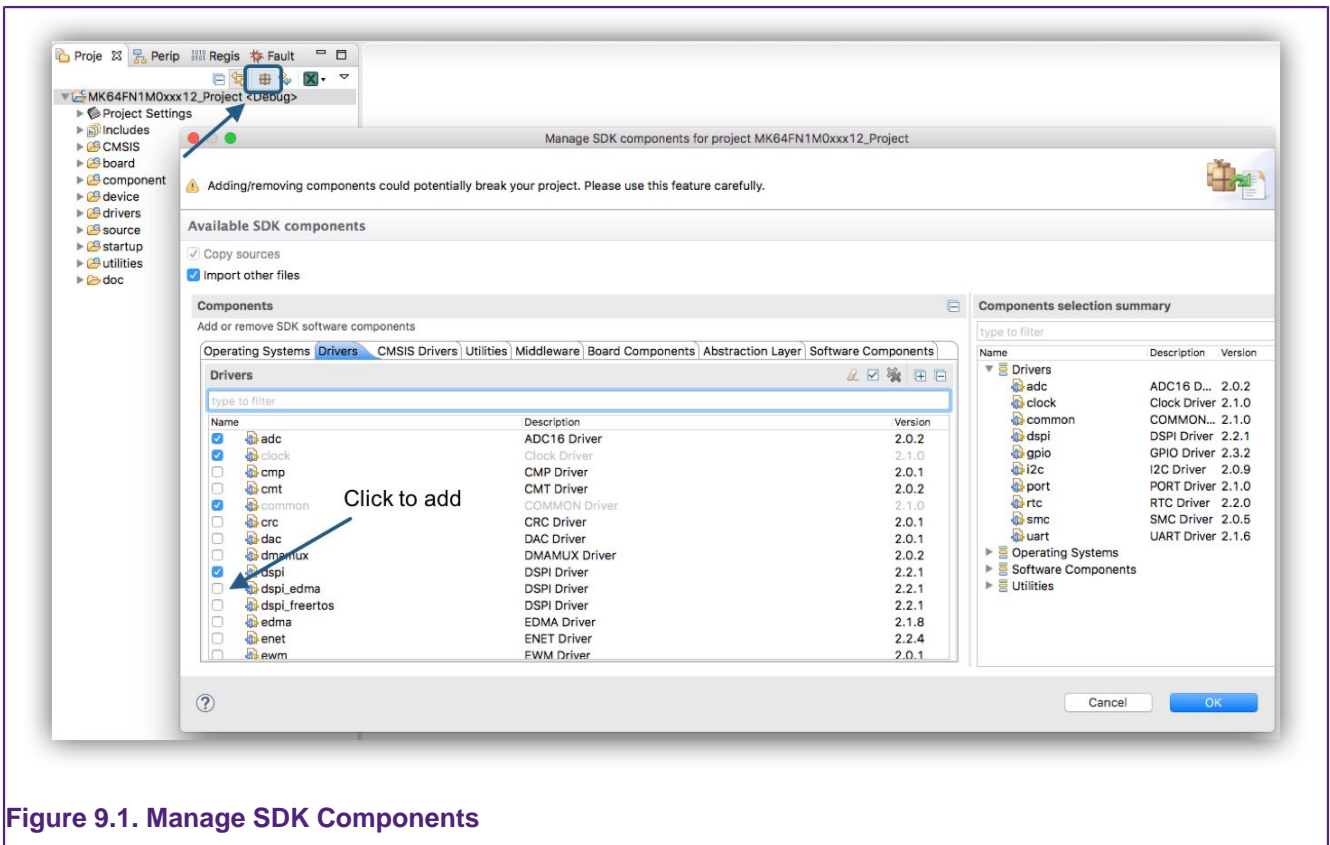 Proje Perip Regis Fault
MK64FN1M0xxx12_Project <Debug>
Project Settings
Includes
CMSIS
board
component
device
drivers
source
startup
utilities
doc
Manage SDK components for project MK64FN1M0xxx12_Project
Adding/removing components could potentially break your project. Please use this feature carefully.
Available SDK components
Copy sources
Import other files
Components
Add or remove SDK software components
Operating Systems Drivers CMSIS Drivers Utilities Middleware Board Components Abstraction Layer Software Components
Drivers
type to filter
Name Description Version
adc ADC16 Driver 2.0.2
clock Clock Driver 2.1.0
cmp CMP Driver 2.0.1
cmt CMT Driver 2.0.2
common COMMON Driver 2.1.0
crc CRC Driver 2.0.1
dac DAC Driver 2.0.1
dmamux DMAMUX Driver 2.0.2
dspi DSPI Driver 2.2.1
dspi_edma DSPI Driver 2.2.1
dspi_freertos DSPI Driver 2.2.1
edma EDMA Driver 2.1.8
enet ENET Driver 2.2.4
ewm EWM Driver 2.0.1
Click to add
Components selection summary
type to filter
Name Description Version
Drivers
adc ADC16 D... 2.0.2
clock Clock Driver 2.1.0
common COMMON... 2.1.0
dspi DSPI Driver 2.2.1
gpio GPIO Driver 2.3.2
i2c I2C Driver 2.0.9
port PORT Driver 2.1.0
rtc RTC Driver 2.2.0
smc SMC Driver 2.0.5
uart UART Driver 2.1.6
Operating Systems
Software Components
Utilities
?
Cancel OK
Figure 9.1. Manage SDK Components